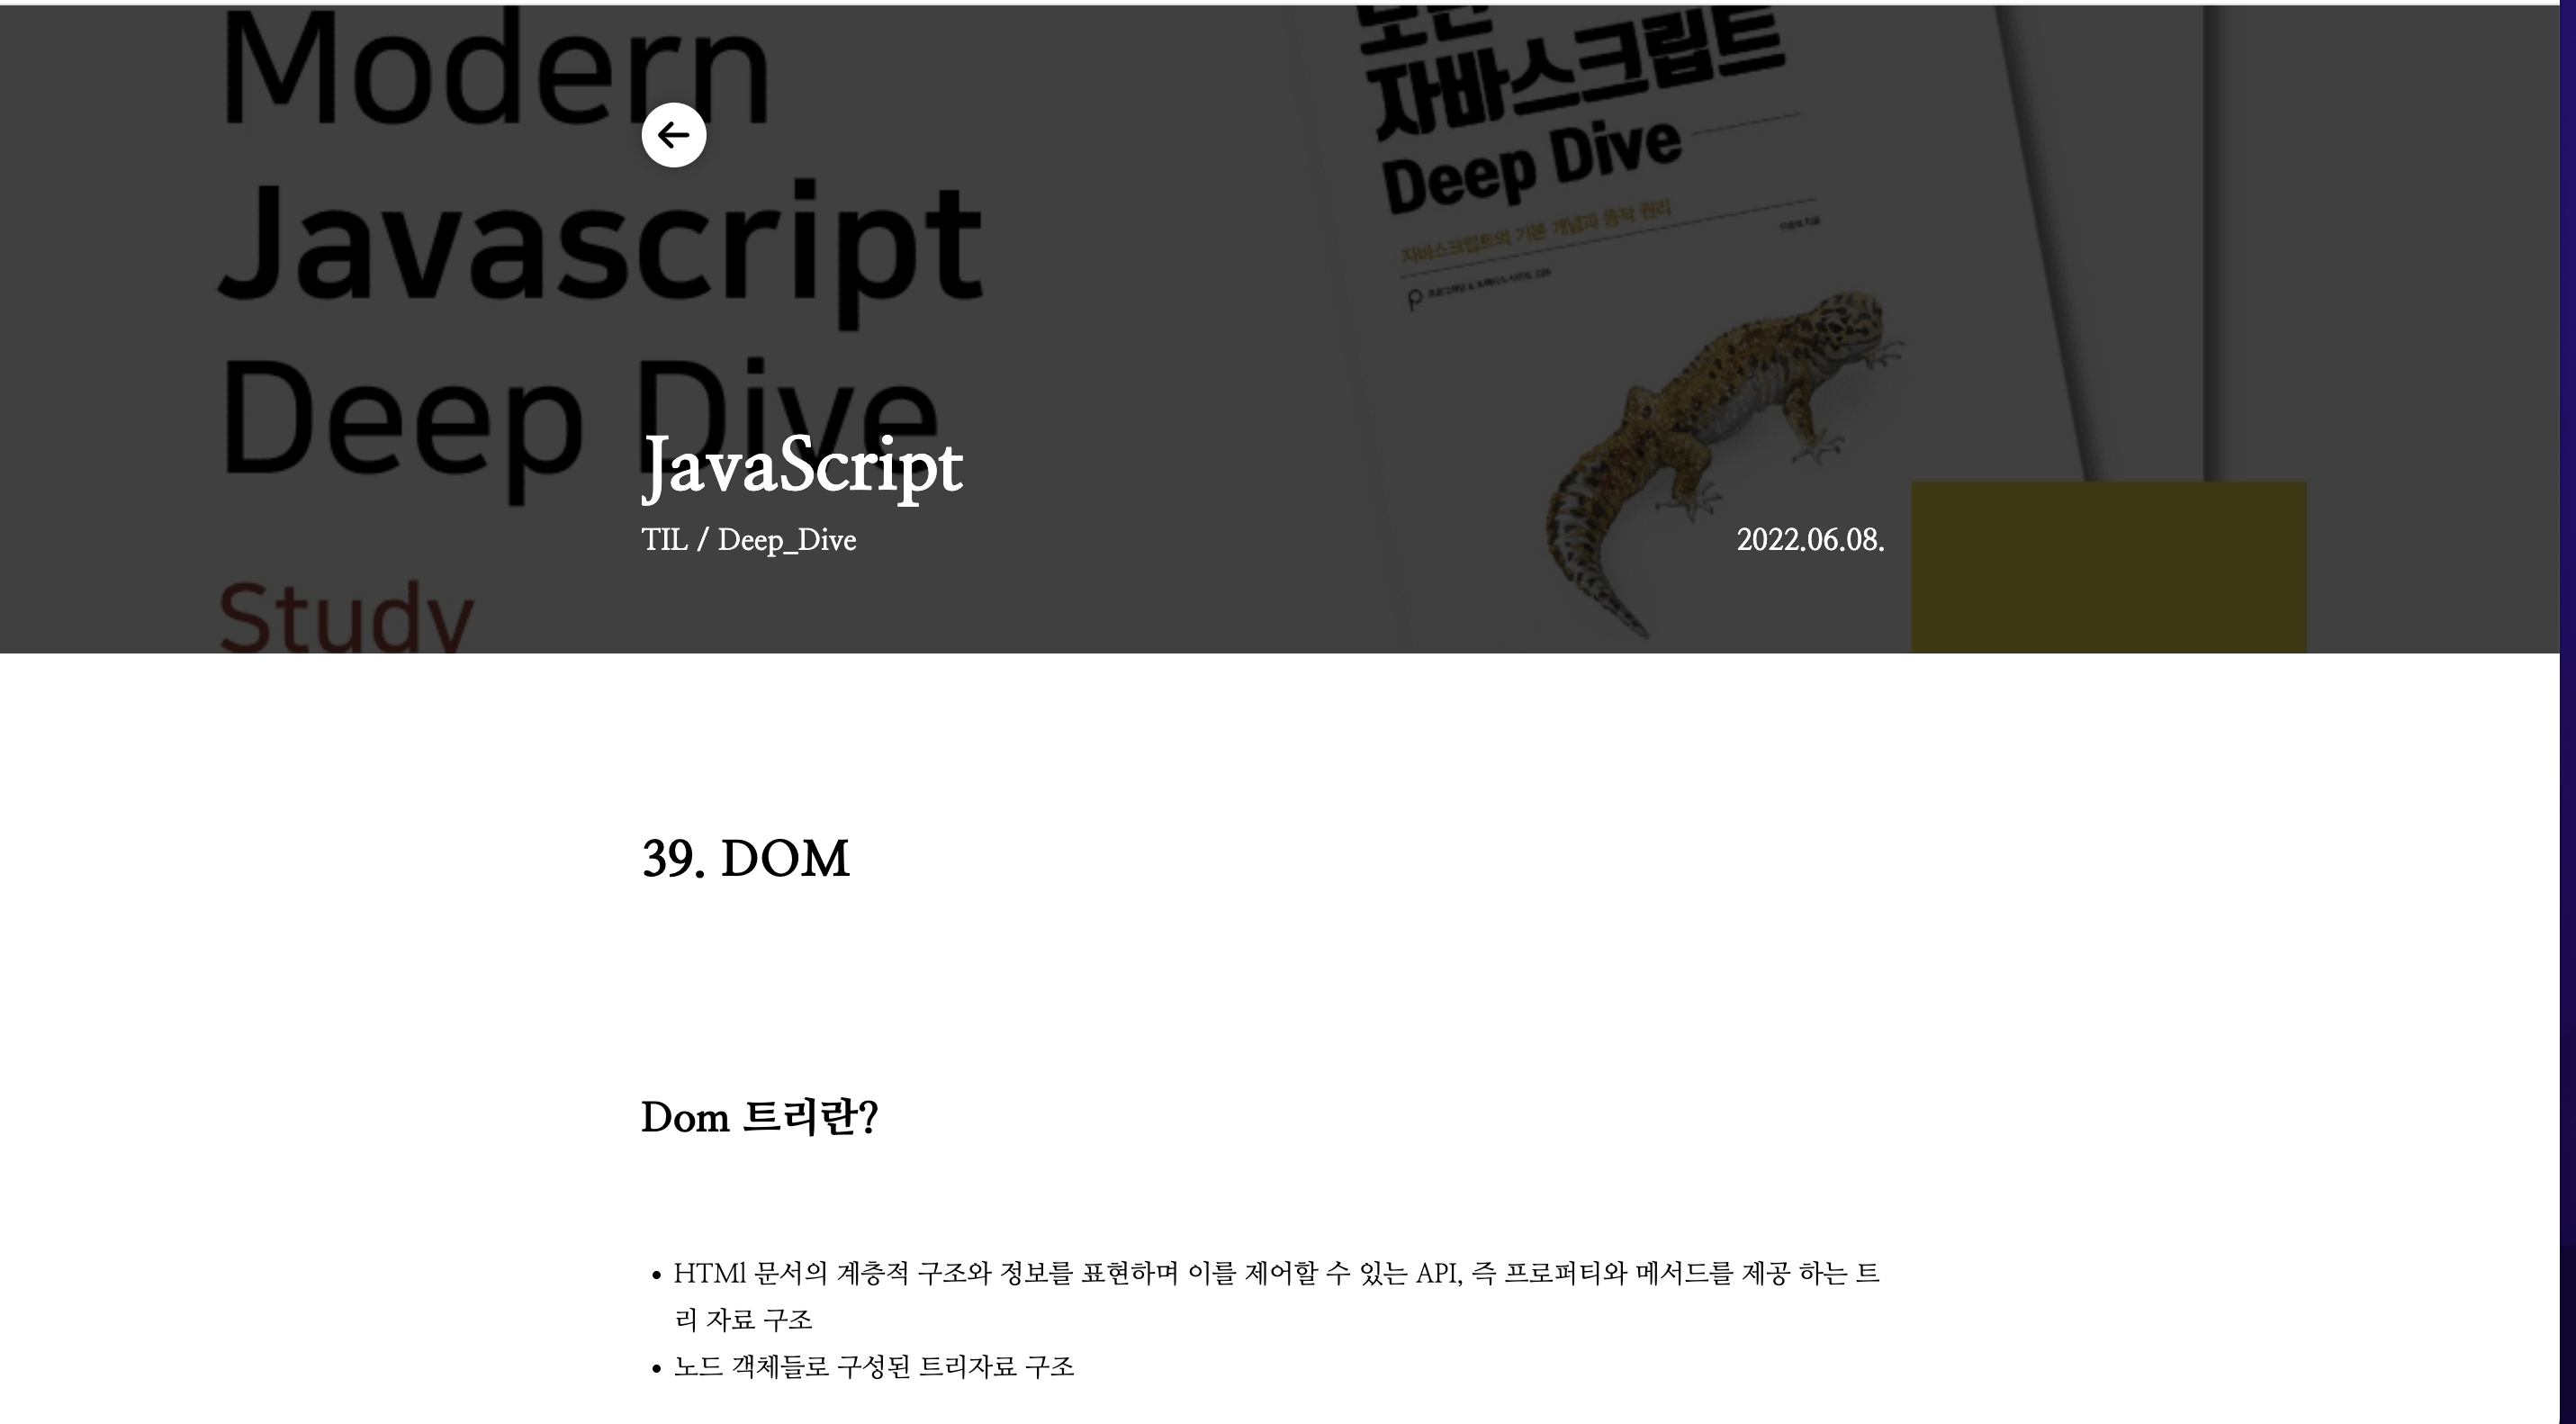 Modern
Javascript
Deep Dive
Study
모던
자바스크립트
Deep Dive
자바스크립트의 기본 개념과 동작 원리
JavaScript
TIL / Deep_Dive
2022.06.08.
39. DOM
Dom 트리란?
• HTMl 문서의 계층적 구조와 정보를 표현하며 이를 제어할 수 있는 API, 즉 프로퍼티와 메서드를 제공 하는 트
리 자료 구조
• 노드 객체들로 구성된 트리자료 구조